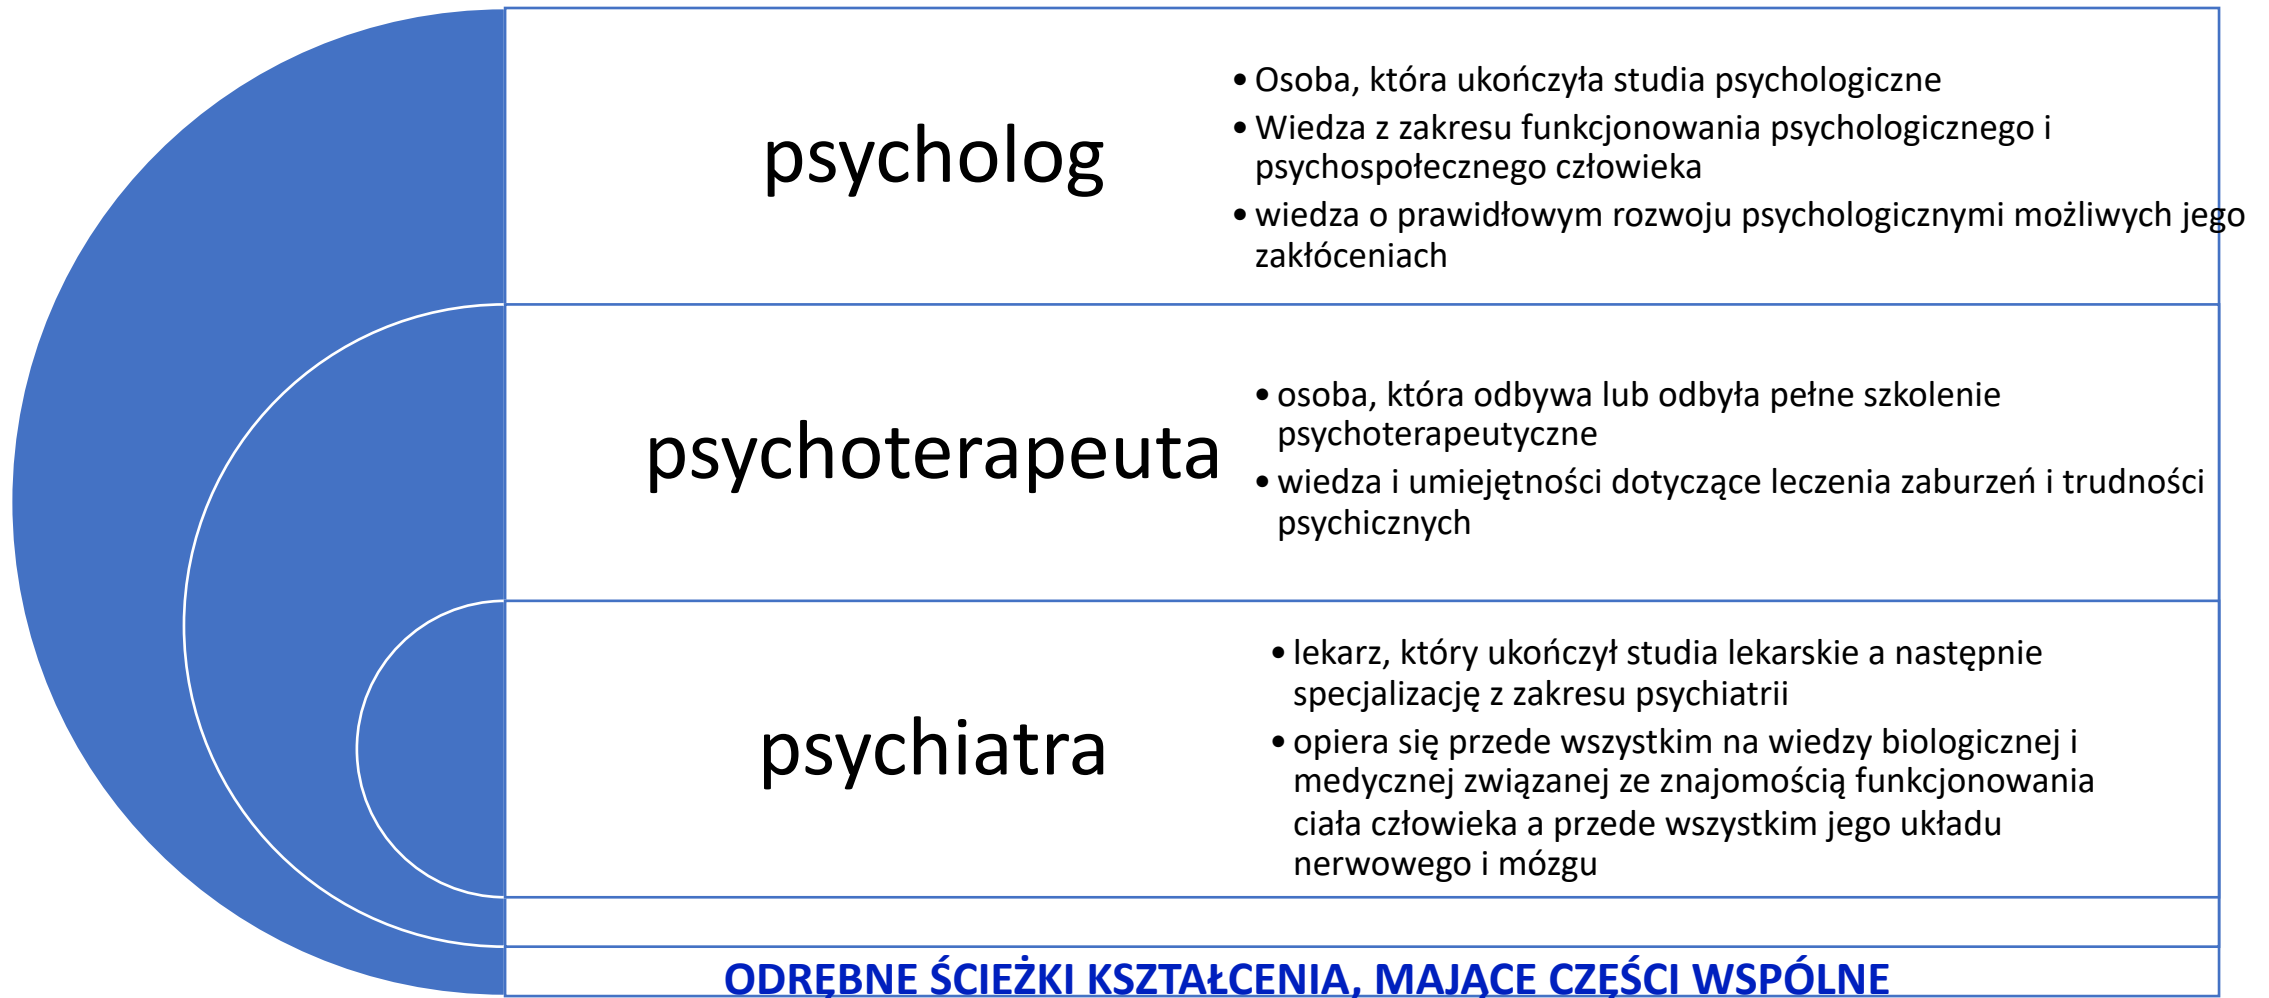 psycholog
• Osoba, która ukończyła studia psychologiczne
• Wiedza z zakresu funkcjonowania psychologicznego i
psychospołecznego człowieka
• wiedza o prawidłowym rozwoju psychologicznymi możliwych jego
zakłóceniach
psychoterapeuta
• osoba, która odbywa lub odbyła pełne szkolenie
psychoterapeutyczne
• wiedza i umiejętności dotyczące leczenia zaburzeń i trudności
psychicznych
psychiatra
• lekarz, który ukończył studia lekarskie a następnie
specjalizację z zakresu psychiatrii
• opiera się przede wszystkim na wiedzy biologicznej i
medycznej związanej ze znajomością funkcjonowania
ciała człowieka a przede wszystkim jego układu
nerwowego i mózgu
ODRĘBNE ŚCIEŻKI KSZTAŁCENIA, MAJĄCE CZĘŚCI WSPÓLNE